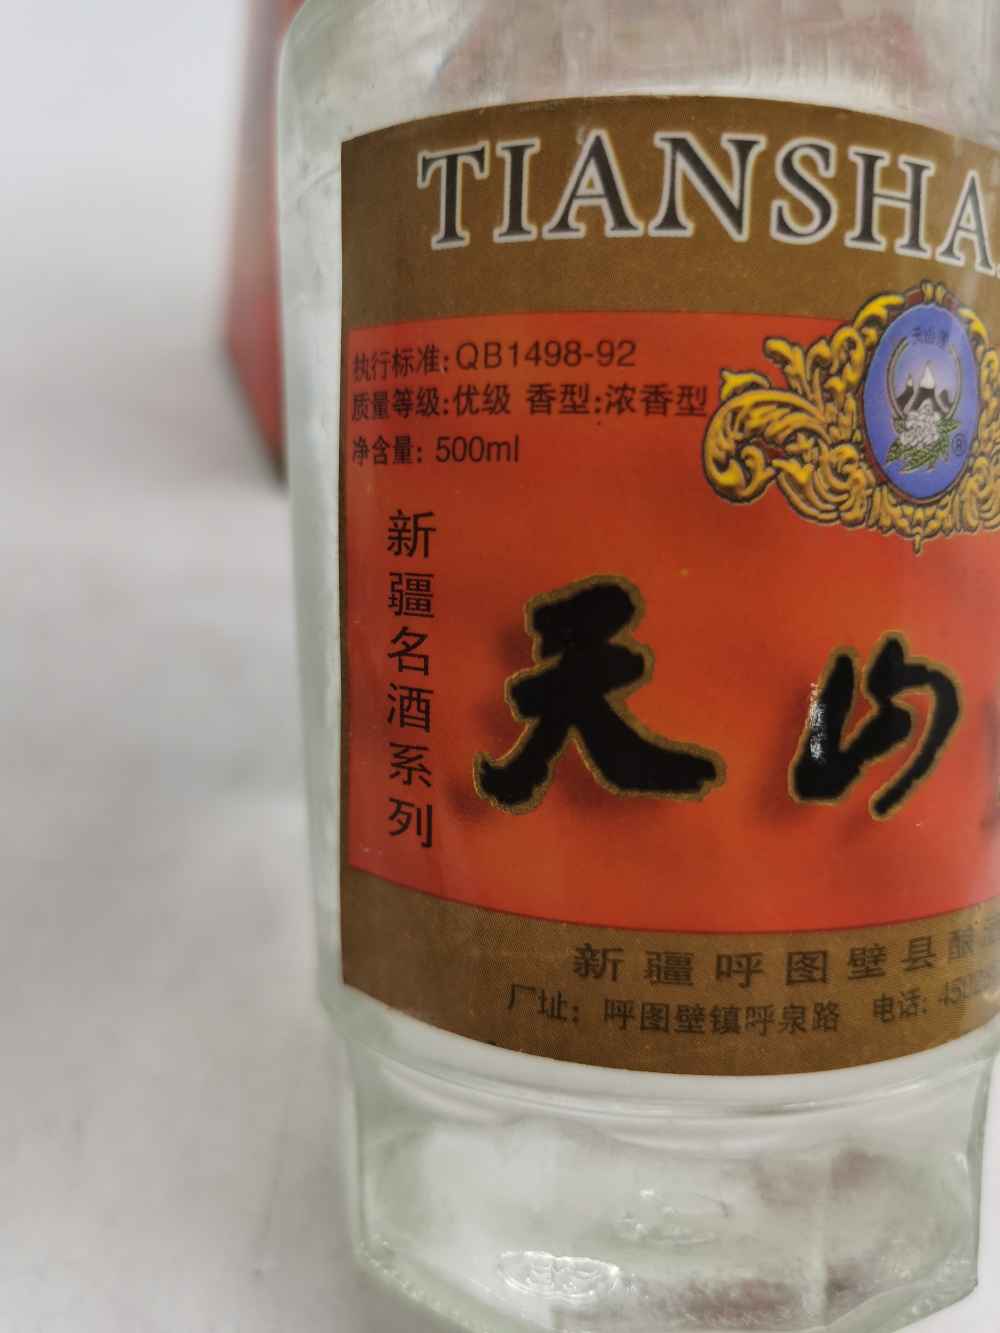 TIANSHA
执行标准:QB1498-92
质量等级:优级 香型:浓香型
净含量: 500ml
®
新疆名酒系列
天山
新疆呼图壁县酿
厂址: 呼图壁镇呼泉路 电话: 450